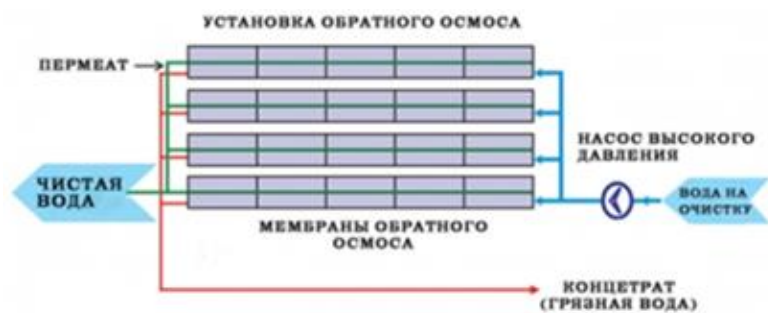 УСТАНОВКА ОБРАТНОГО ОСМОСА
ПЕРМЕАТ
НАСОС ВЫСОКОГО
ДАВЛЕНИЯ
ЧИСТАЯ
ВОДА
ВОДА НА
ОЧИСТКУ
МЕМБРАНЫ ОБРАТНОГО
ОСМОСА
КОНЦЕТРАТ
(ГРЯЗНАЯ ВОДА)